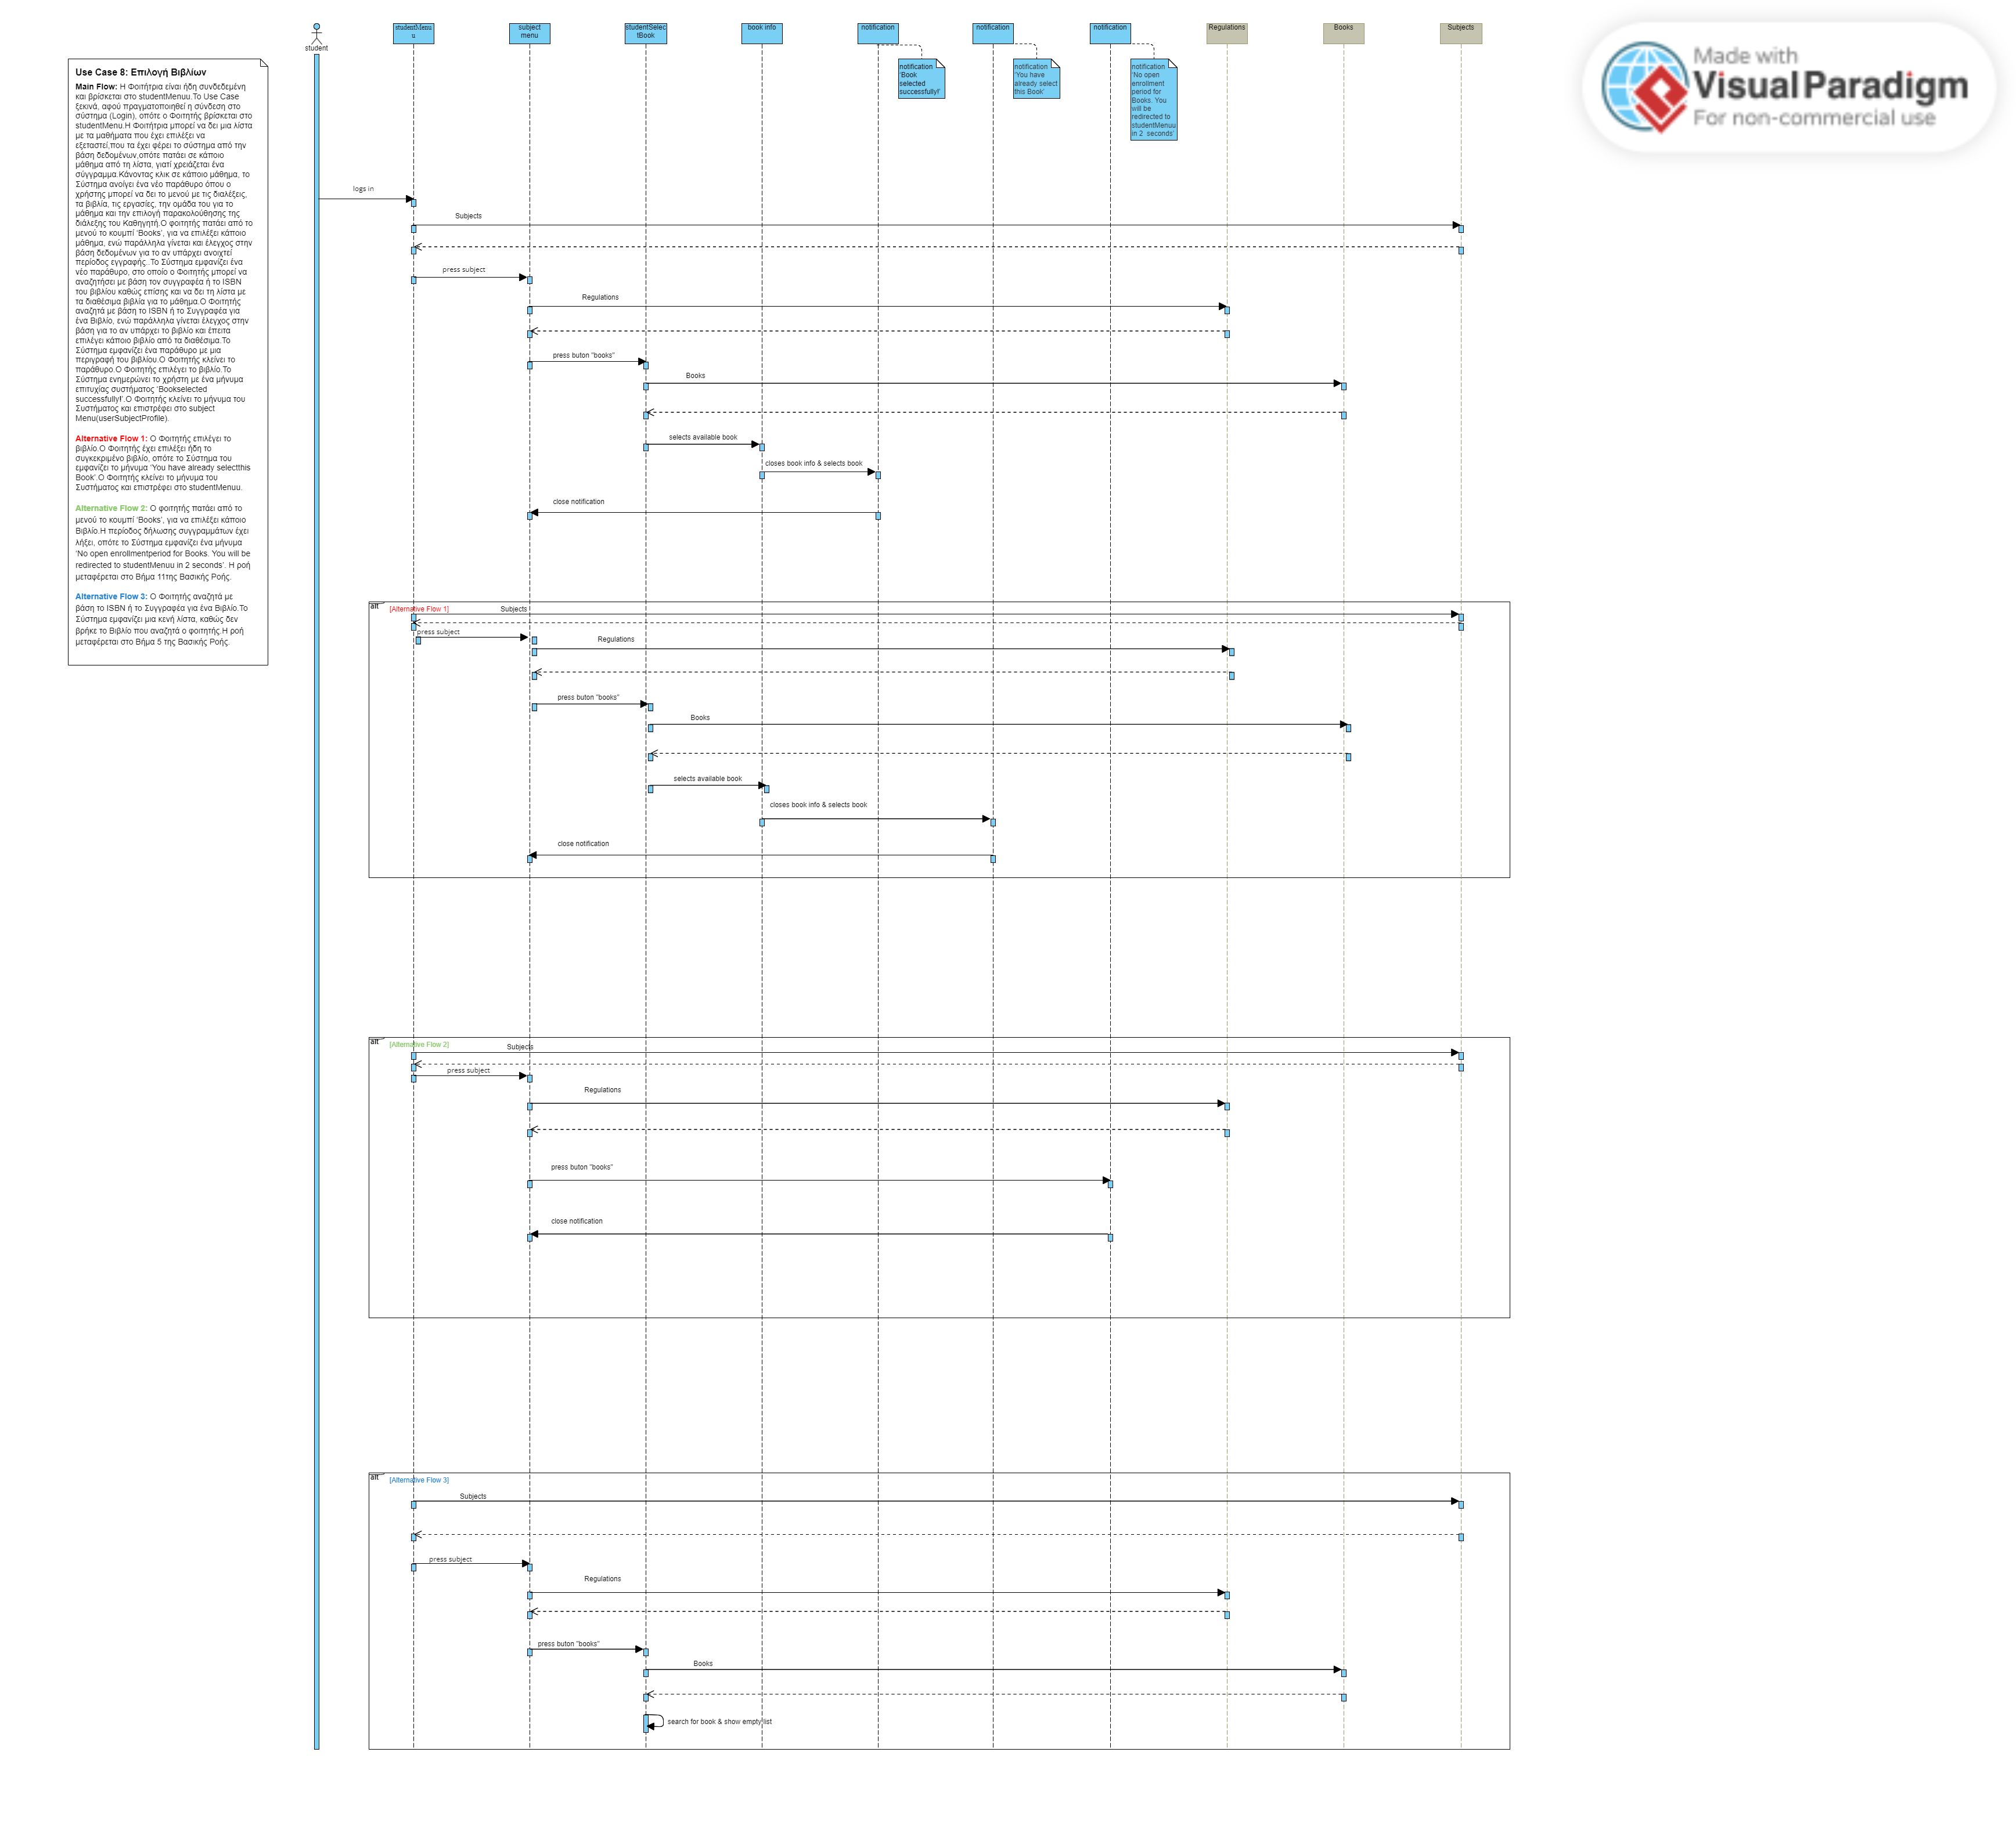 student
studentMenu
u
subject
menu
studentSelec
tBook
book info
notification
notification
notification
Regulations
Books
Subjects
notification
'Book
selected
successfully!'
notification
'You have
already select
this Book'
notification
'No open
enrollment
period for
Books. You
will be
redirected to
studentMenuu
in 2 seconds'
Made with
Visual Paradigm
For non-commercial use
Use Case 8: Επιλογή Βιβλίων
Main Flow: Η Φοιτήτρια είναι ήδη συνδεδεμένη
και βρίσκεται στο studentMenuu.Το Use Case
ξεκινά, αφού πραγματοποιηθεί η σύνδεση στο
σύστημα (Login), οπότε ο Φοιτητής βρίσκεται στο
studentMenu.Η Φοιτήτρια μπορεί να δει μια λίστα
με τα μαθήματα που έχει επιλέξει να
εξεταστεί,που τα έχει φέρει το σύστημα από την
βάση δεδομένων,οπότε πατάει σε κάποιο
μάθημα από τη λίστα, γιατί χρειάζεται ένα
σύγγραμμα.Κάνοντας κλικ σε κάποιο μάθημα, το
Σύστημα ανοίγει ένα νέο παράθυρο όπου ο
χρήστης μπορεί να δει το μενού με τις διαλέξεις,
τα βιβλία, τις εργασίες, την ομάδα του για το
μάθημα και την επιλογή παρακολούθησης της
διάλεξης του Καθηγητή.Ο φοιτητής πατάει από το
μενού το κουμπί 'Books', για να επιλέξει κάποιο
μάθημα, ενώ παράλληλα γίνεται και έλεγχος στην
βάση δεδομένων για το αν υπάρχει ανοιχτεί
περίοδος εγγραφής..Το Σύστημα εμφανίζει ένα
νέο παράθυρο, στο οποίο ο Φοιτητής μπορεί να
αναζητήσει με βάση τον συγγραφέα ή το ISBN
του βιβλίου καθώς επίσης και να δει τη λίστα με
τα διαθέσιμα βιβλία για το μάθημα.Ο Φοιτητής
αναζητά με βάση το ISBN ή το Συγγραφέα για
ένα Βιβλίο, ενώ παράλληλα γίνεται έλεγχος στην
βάση για το αν υπάρχει το βιβλίο και έπειτα
επιλέγει κάποιο βιβλίο από τα διαθέσιμα.Το
Σύστημα εμφανίζει ένα παράθυρο με μια
περιγραφή του βιβλίου.Ο Φοιτητής κλείνει το
παράθυρο.Ο Φοιτητής επιλέγει το βιβλίο.Το
Σύστημα ενημερώνει το χρήστη με ένα μήνυμα
επιτυχίας συστήματος 'Bookselected
successfully!'.Ο Φοιτητής κλείνει το μήνυμα του
Συστήματος και επιστρέφει στο subject
Menu(userSubjectProfile).
Alternative Flow 1: Ο Φοιτητής επιλέγει το
βιβλίο.Ο Φοιτητής έχει επιλέξει ήδη το
συγκεκριμένο βιβλίο, οπότε το Σύστημα του
εμφανίζει το μήνυμα 'You have already selectthis
Book'.Ο Φοιτητής κλείνει το μήνυμα του
Συστήματος και επιστρέφει στο studentMenuu.
Alternative Flow 2: Ο φοιτητής πατάει από το
μενού το κουμπί 'Books', για να επιλέξει κάποιο
Βιβλίο.Η περίοδος δήλωσης συγγραμμάτων έχει
λήξει, οπότε το Σύστημα εμφανίζει ένα μήνυμα
'No open enrollmentperiod for Books. You will be
redirected to studentMenuu in 2 seconds'. Η ροή
μεταφέρεται στο Βήμα 11της Βασικής Ροής.
Alternative Flow 3: Ο Φοιτητής αναζητά με
βάση το ISBN ή το Συγγραφέα για ένα Βιβλίο.Το
Σύστημα εμφανίζει μια κενή λίστα, καθώς δεν
βρήκε το Βιβλίο που αναζητά ο φοιτητής.Η ροή
μεταφέρεται στο Βήμα 5 της Βασικής Ροής.
logs in
Subjects
press subject
Regulations
press buton "books"
Books
selects available book
closes book info & selects book
close notification
alt
[Alternative Flow 1]
Subjects
press subject
Regulations
press buton "books"
Books
selects available book
closes book info & selects book
close notification
alt
[Alternative Flow 2]
Subjects
press subject
Regulations
press buton "books"
close notification
alt
[Alternative Flow 3]
Subjects
press subject
Regulations
press buton "books"
Books
search for book & show empty list